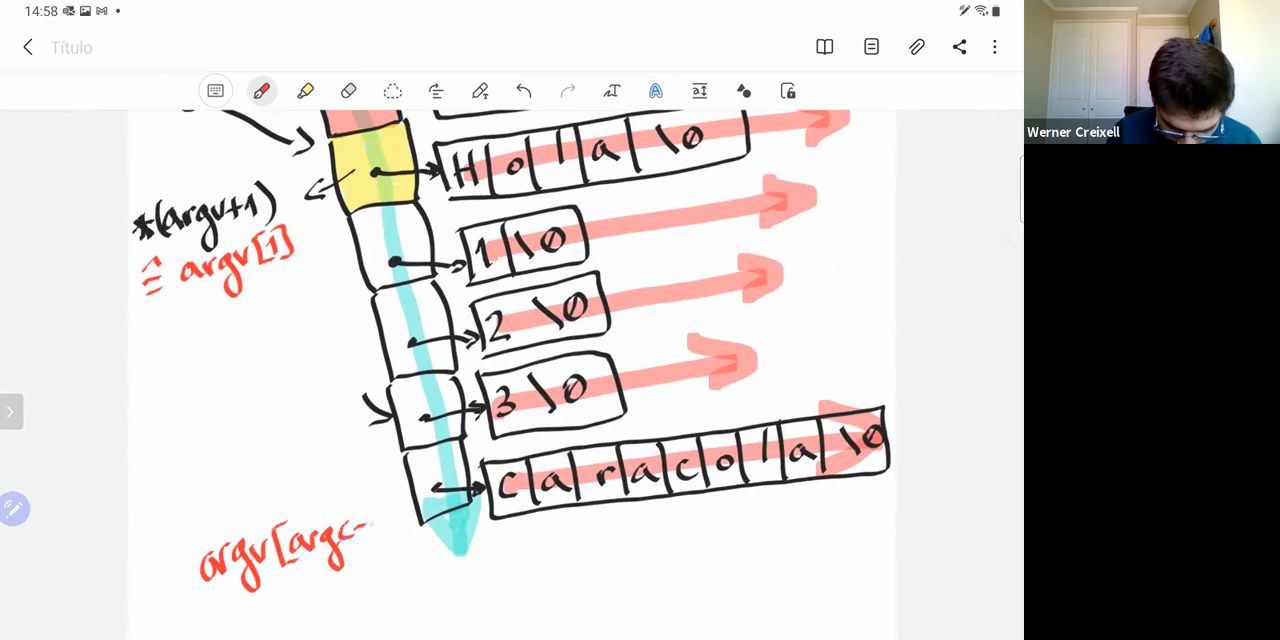 14:58
Título
Werner Creixell
H o l a \0
*(argv+1)
≡ argv[1]
1 \0
2 \0
3 \0
c a r a c o l a \0
argv[argc-